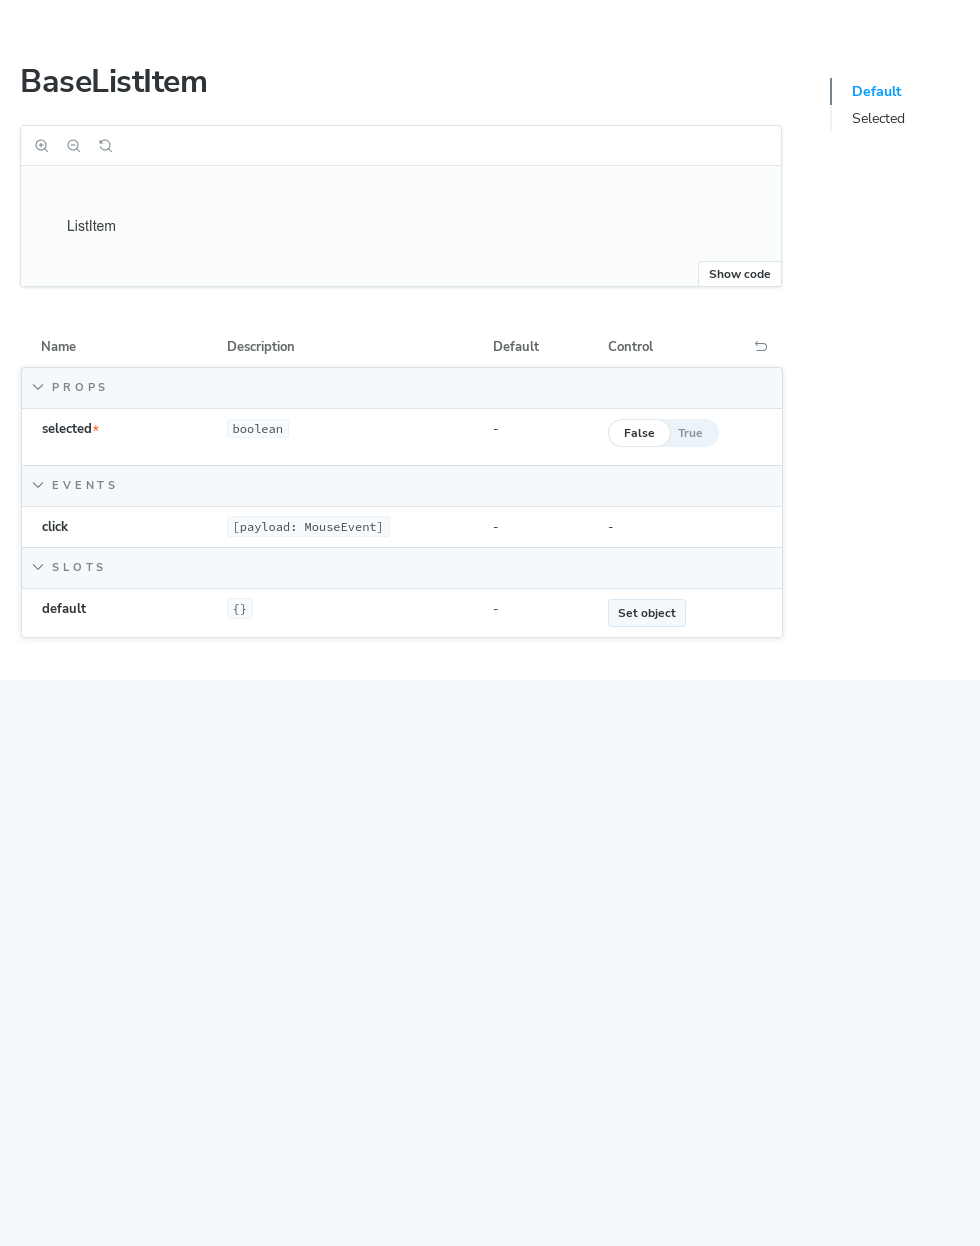 BaseListItem
Default
Selected
ListItem
Show code
Name Description Default Control
PROPS
selected* boolean - False True
EVENTS
click [payload: MouseEvent] - -
SLOTS
default {} - Set object